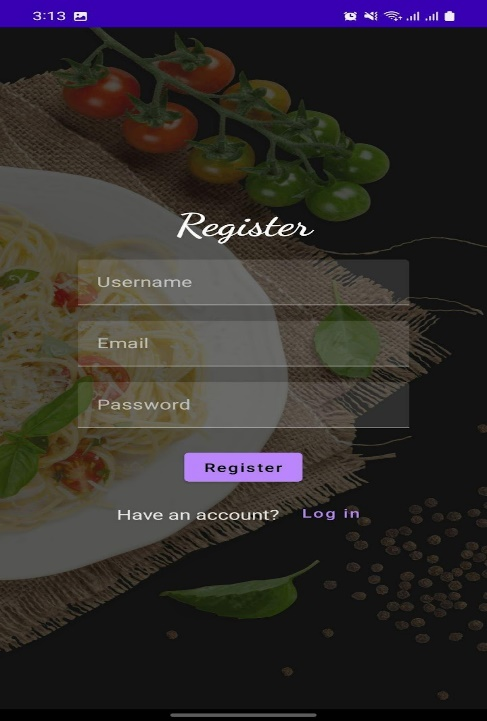 3:13
Register
Username
Email
Password
Register
Have an account? Log in